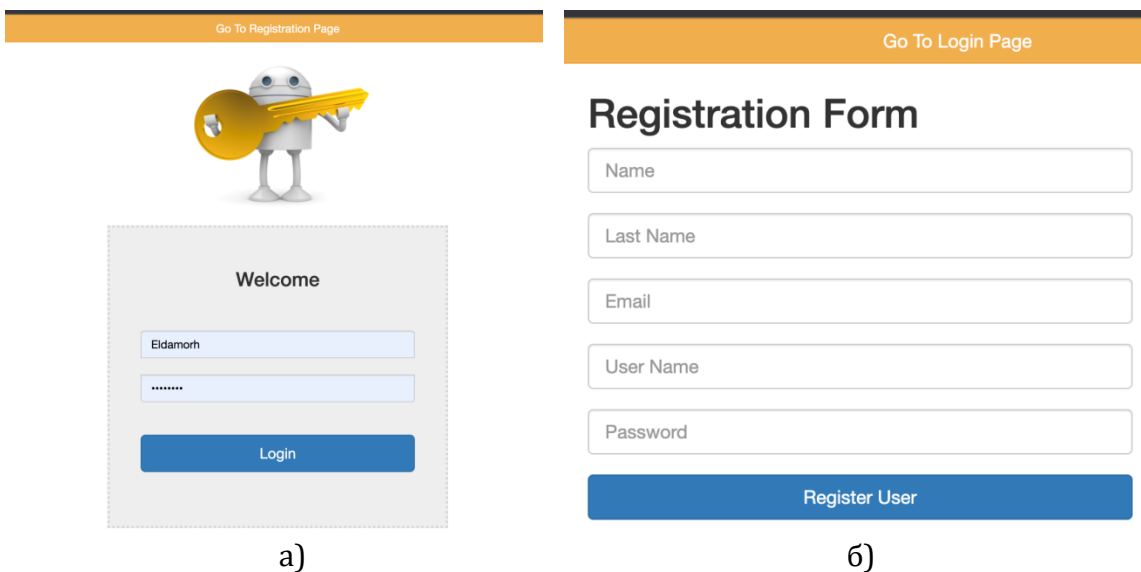 Go To Registration Page
Welcome
Eldamorh
••••••••
Login
а)
Go To Login Page
Registration Form
Name
Last Name
Email
User Name
Password
Register User
б)